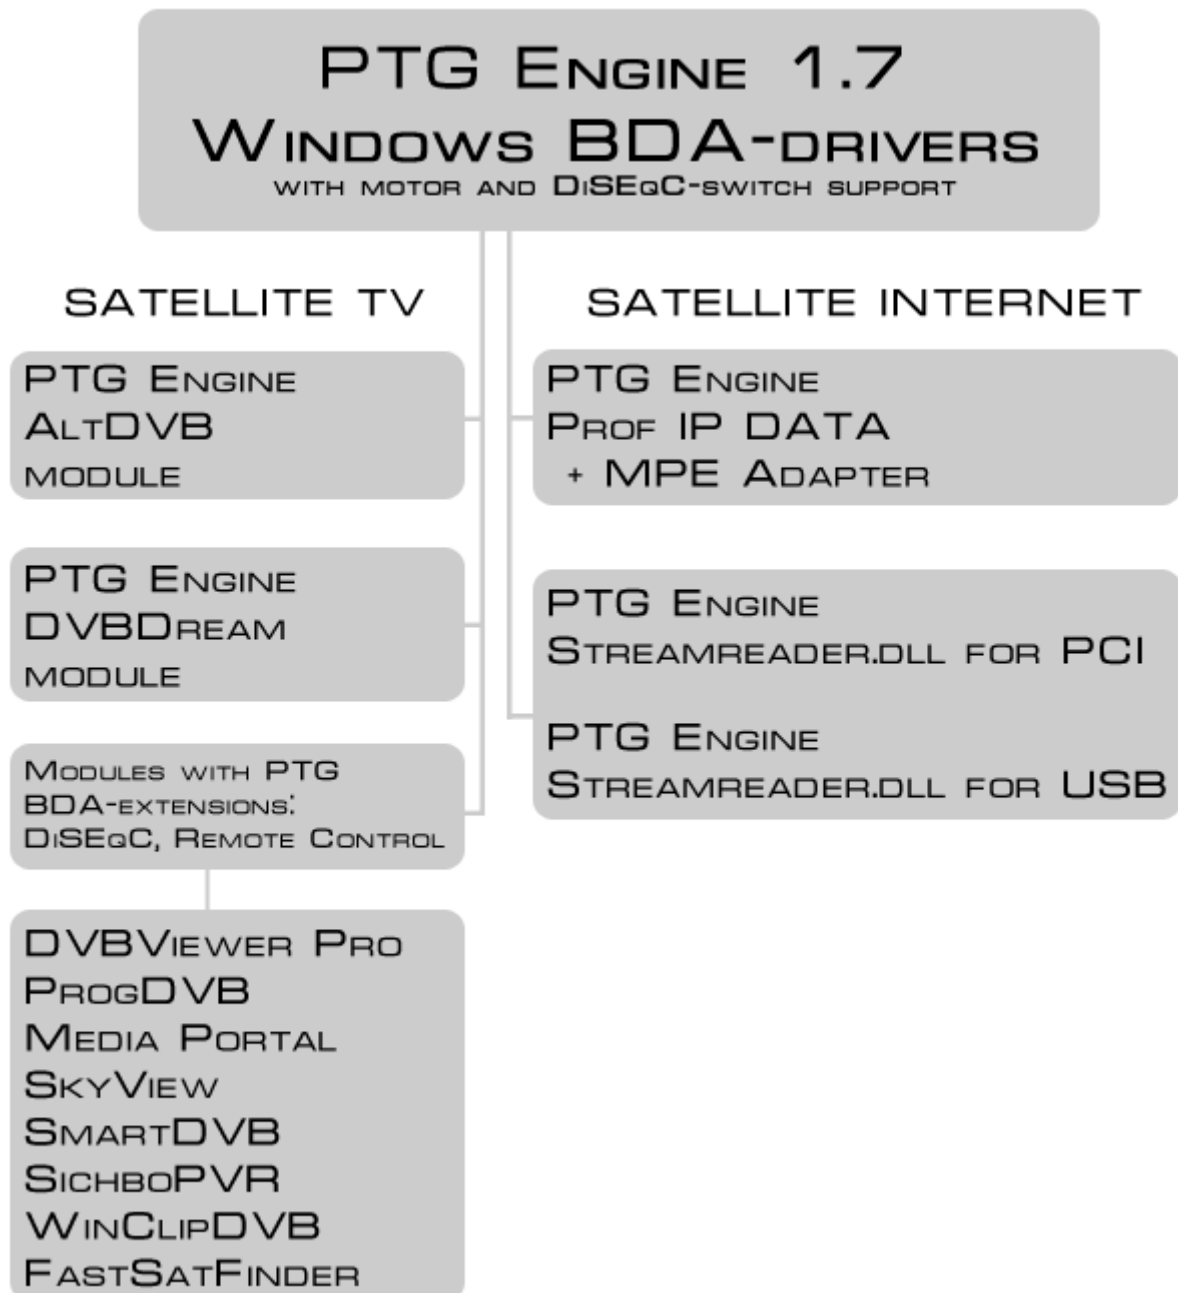 PTG Engine 1.7
Windows BDA-drivers
with motor and DiSEqC-switch support
SATELLITE TV
PTG Engine
AltDVB
module
PTG Engine
DVBDream
module
Modules with PTG
BDA-extensions:
DiSEqC, Remote Control
DVBViewer Pro
ProgDVB
Media Portal
SkyView
SmartDVB
SichboPVR
WinClipDVB
FastSatFinder
SATELLITE INTERNET
PTG Engine
Prof IP DATA
+ MPE Adapter
PTG Engine
Streamreader.dll for PCI
PTG Engine
Streamreader.dll for USB